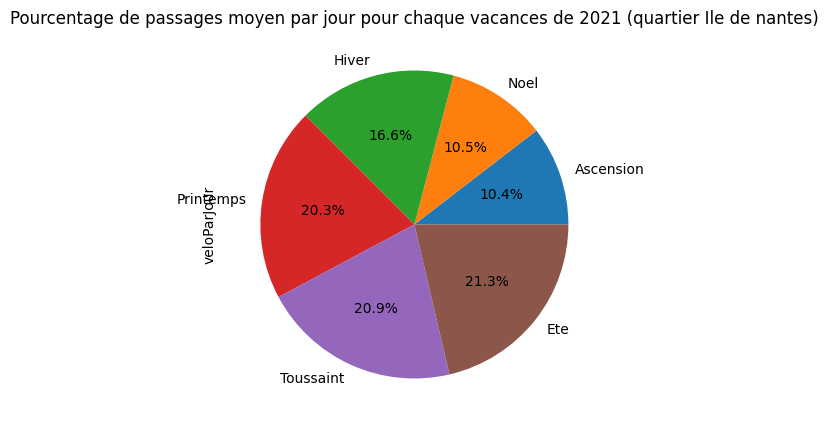 Pourcentage de passages moyen par jour pour chaque vacances de 2021 (quartier Ile de nantes)
Hiver
Noel
16.6%
10.5%
Ascension
10.4%
Printemps
20.3%
veloParJour
21.3%
20.9%
Ete
Toussaint